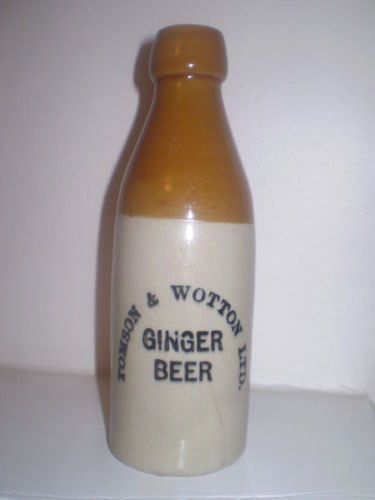 TOMSON & WOTTON LTD.
GINGER
BEER